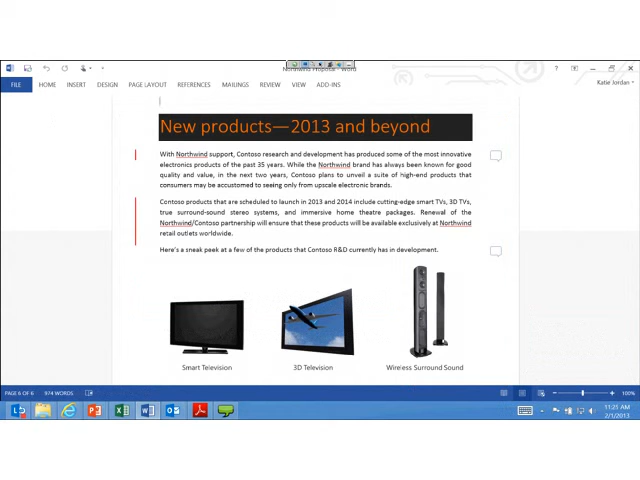 Northwind Proposal - Word
?
Katie Jordan
FILE HOME INSERT DESIGN PAGE LAYOUT REFERENCES MAILINGS REVIEW VIEW ADD-INS
New products—2013 and beyond
With Northwind support, Contoso research and development has produced some of the most innovative
electronics products of the past 35 years. While the Northwind brand has always been known for good
quality and value, in the next two years, Contoso plans to unveil a suite of high-end products that
consumers may be accustomed to seeing only from upscale electronic brands.
Contoso products that are scheduled to launch in 2013 and 2014 include cutting-edge smart TVs, 3D TVs,
true surround-sound stereo systems, and immersive home theatre packages. Renewal of the
Northwind/Contoso partnership will ensure that these products will be available exclusively at Northwind
retail outlets worldwide.
Here's a sneak peek at a few of the products that Contoso R&D currently has in development.
Smart Television 3D Television Wireless Surround Sound
PAGE 6 OF 6 974 WORDS 100%
11:25 AM
2/1/2013